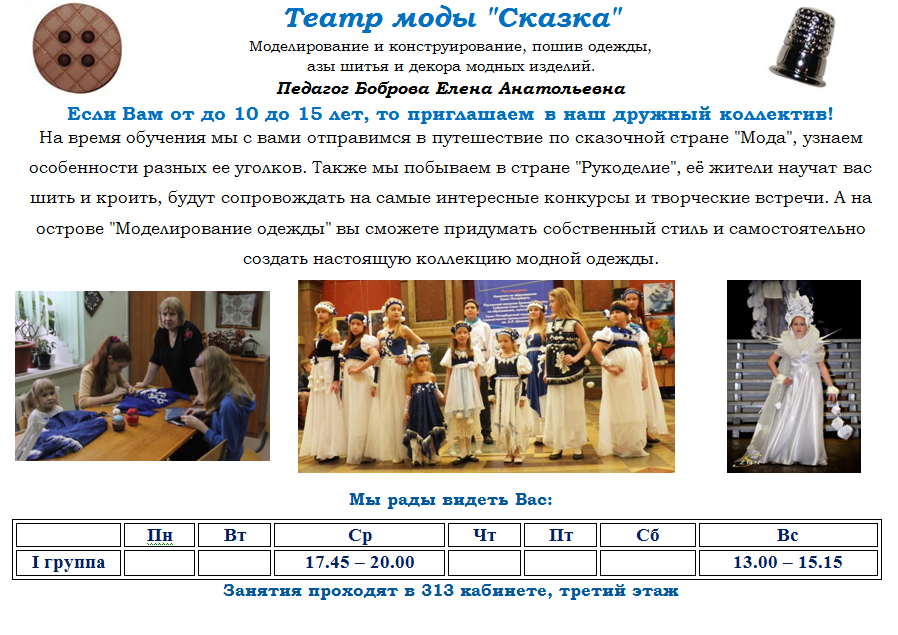 Театр моды "Сказка"
Моделирование и конструирование, пошив одежды,
азы шитья и декора модных изделий.
Педагог Боброва Елена Анатольевна
Если Вам от до 10 до 15 лет, то приглашаем в наш дружный коллектив!
На время обучения мы с вами отправимся в путешествие по сказочной стране "Мода", узнаем
особенности разных ее уголков. Также мы побываем в стране "Рукоделие", её жители научат вас
шить и кроить, будут сопровождать на самые интересные конкурсы и творческие встречи. А на
острове "Моделирование одежды" вы сможете придумать собственный стиль и самостоятельно
создать настоящую коллекцию модной одежды.
Мы рады видеть Вас:
Пн Вт Ср Чт Пт Сб Вс
I группа 17.45 – 20.00 13.00 – 15.15
Занятия проходят в 313 кабинете, третий этаж